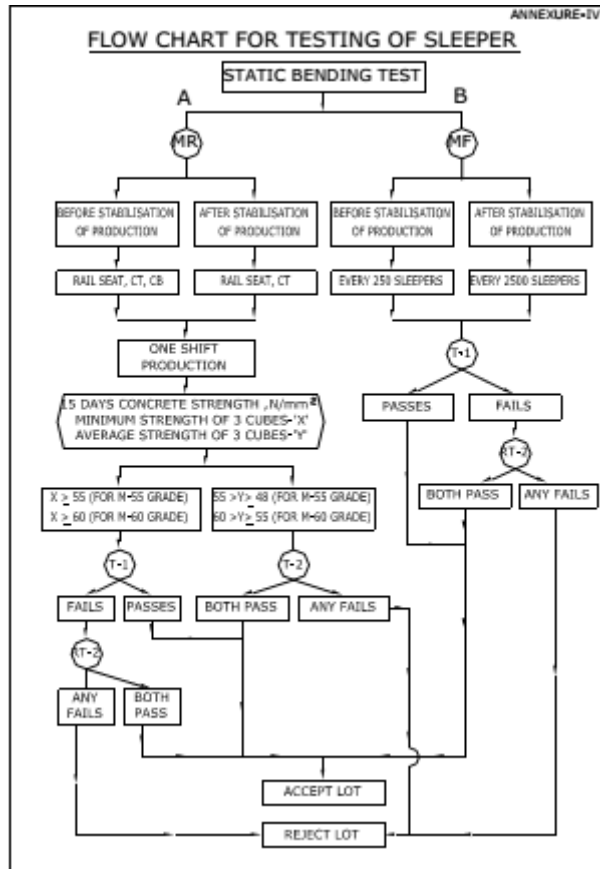 ANNEXURE-IV
FLOW CHART FOR TESTING OF SLEEPER
STATIC BENDING TEST
A
B
MR
MF
BEFORE STABILISATION
OF PRODUCTION
AFTER STABILISATION
OF PRODUCTION
BEFORE STABILISATION
OF PRODUCTION
AFTER STABILISATION
OF PRODUCTION
RAIL SEAT, CT, CB
RAIL SEAT, CT
EVERY 250 SLEEPERS
EVERY 2500 SLEEPERS
ONE SHIFT
PRODUCTION
T-1
15 DAYS CONCRETE STRENGTH ,N/mm²
MINIMUM STRENGTH OF 3 CUBES-'X'
AVERAGE STRENGTH OF 3 CUBES-'Y'
PASSES
FAILS
RT-2
BOTH PASS
ANY FAILS
X ≥ 55 (FOR M-55 GRADE)
X ≥ 60 (FOR M-60 GRADE)
55 >Y≥ 48 (FOR M-55 GRADE)
60 >Y≥ 55 (FOR M-60 GRADE)
T-1
T-2
FAILS
PASSES
BOTH PASS
ANY FAILS
RT-2
ANY
FAILS
BOTH
PASS
ACCEPT LOT
REJECT LOT